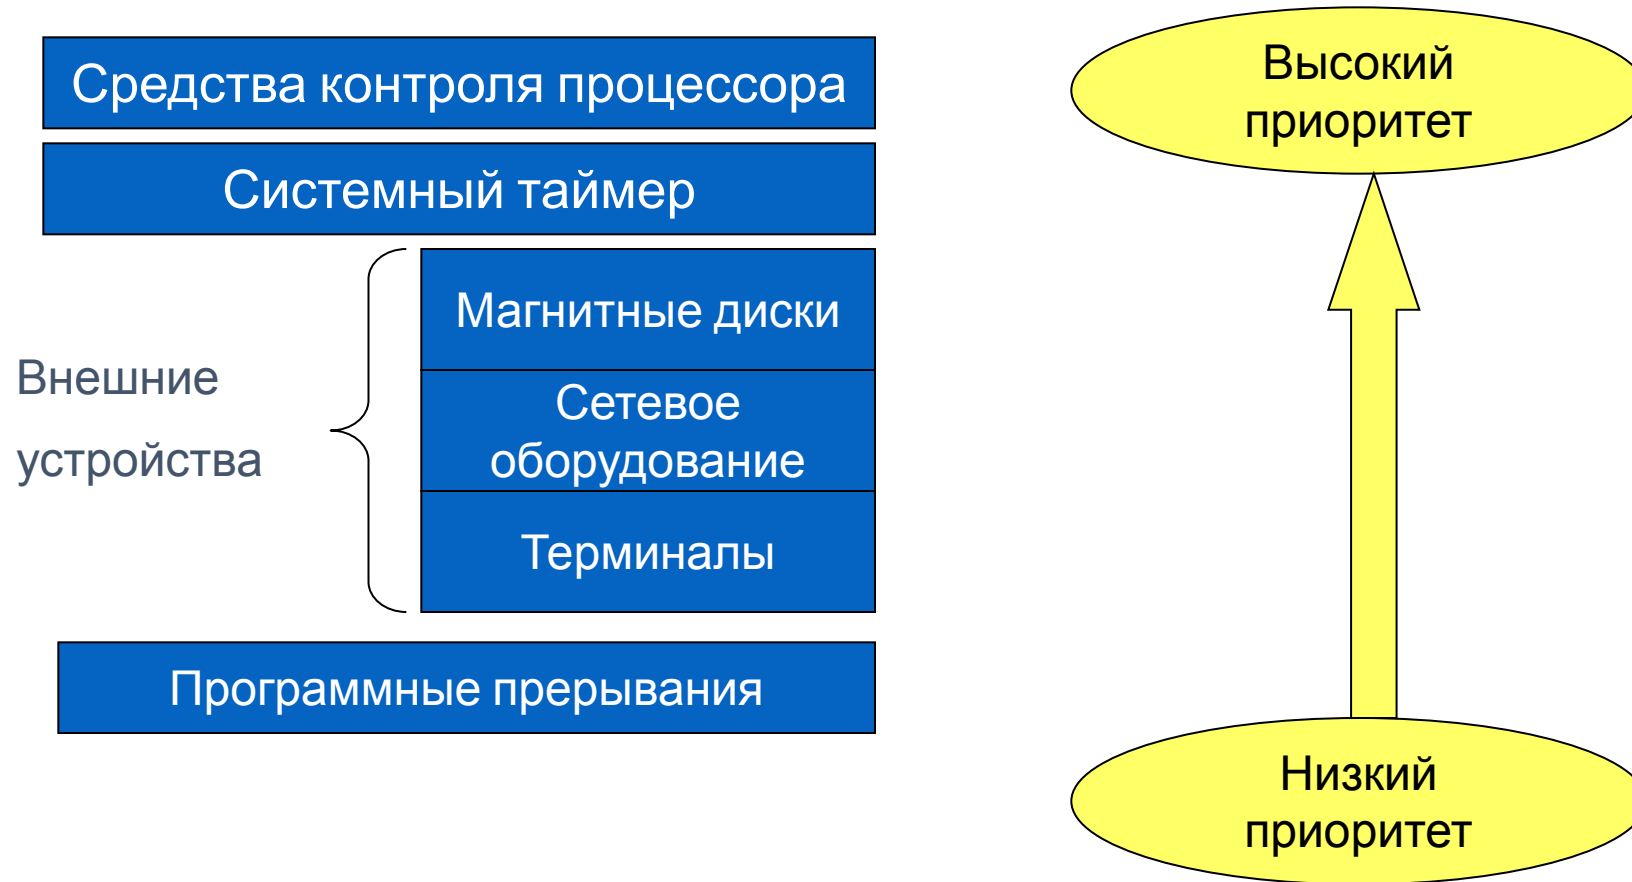 Средства контроля процессора
Системный таймер
Внешние
устройства
Магнитные диски
Сетевое
оборудование
Терминалы
Программные прерывания
Высокий
приоритет
Низкий
приоритет